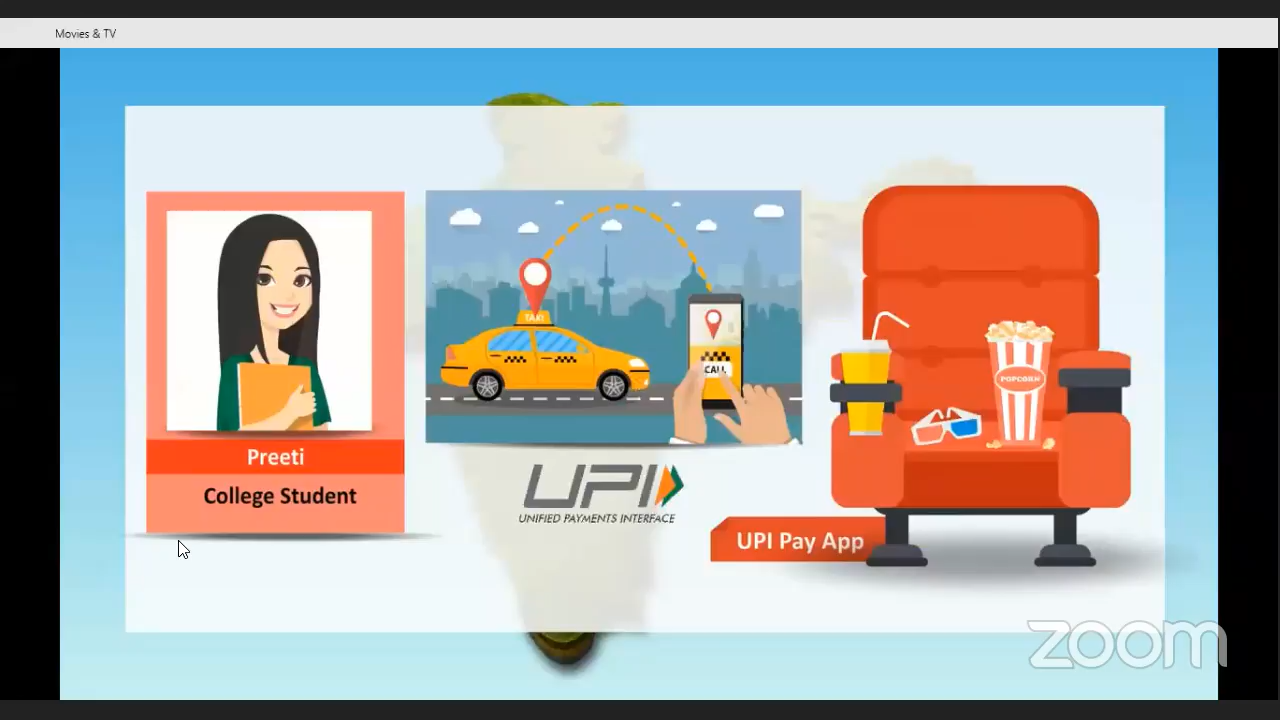 Movies & TV
TAXI
CALL
POPCORN
Preeti
College Student
UPI
UNIFIED PAYMENTS INTERFACE
UPI Pay App
zoom